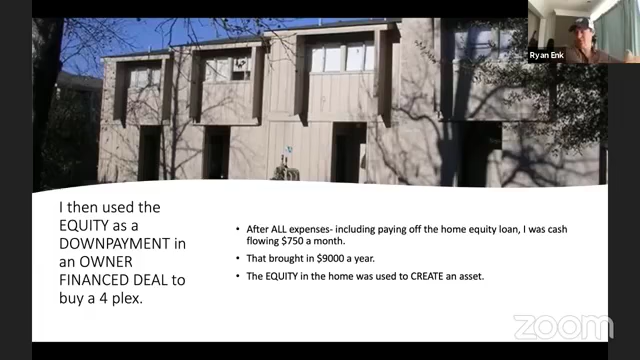 Ryan Enk
I then used the
EQUITY as a
DOWNPAYMENT in
an OWNER
FINANCED DEAL to
buy a 4 plex.
• After ALL expenses- including paying off the home equity loan, I was cash
flowing $750 a month.
• That brought in $9000 a year.
• The EQUITY in the home was used to CREATE an asset.
zoom